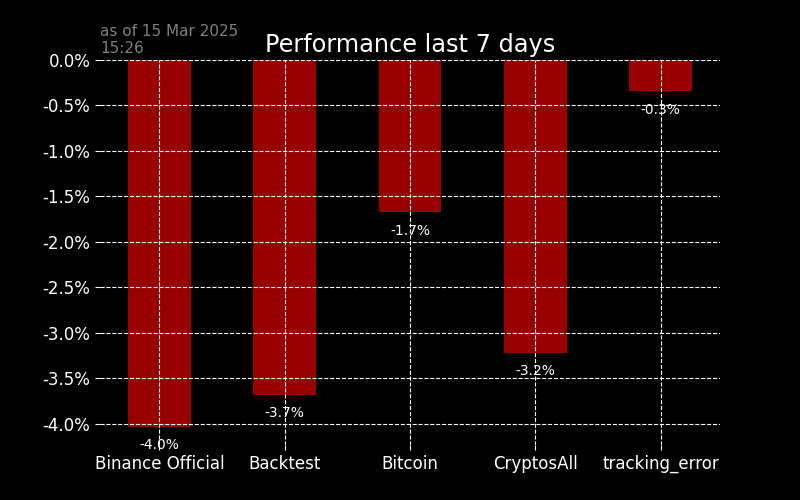 as of 15 Mar 2025
15:26
Performance last 7 days
0.0%
-0.5%
-1.0%
-1.5%
-2.0%
-2.5%
-3.0%
-3.5%
-4.0%
-4.0%
-3.7%
-1.7%
-3.2%
-0.3%
Binance Official
Backtest
Bitcoin
CryptosAll
tracking_error